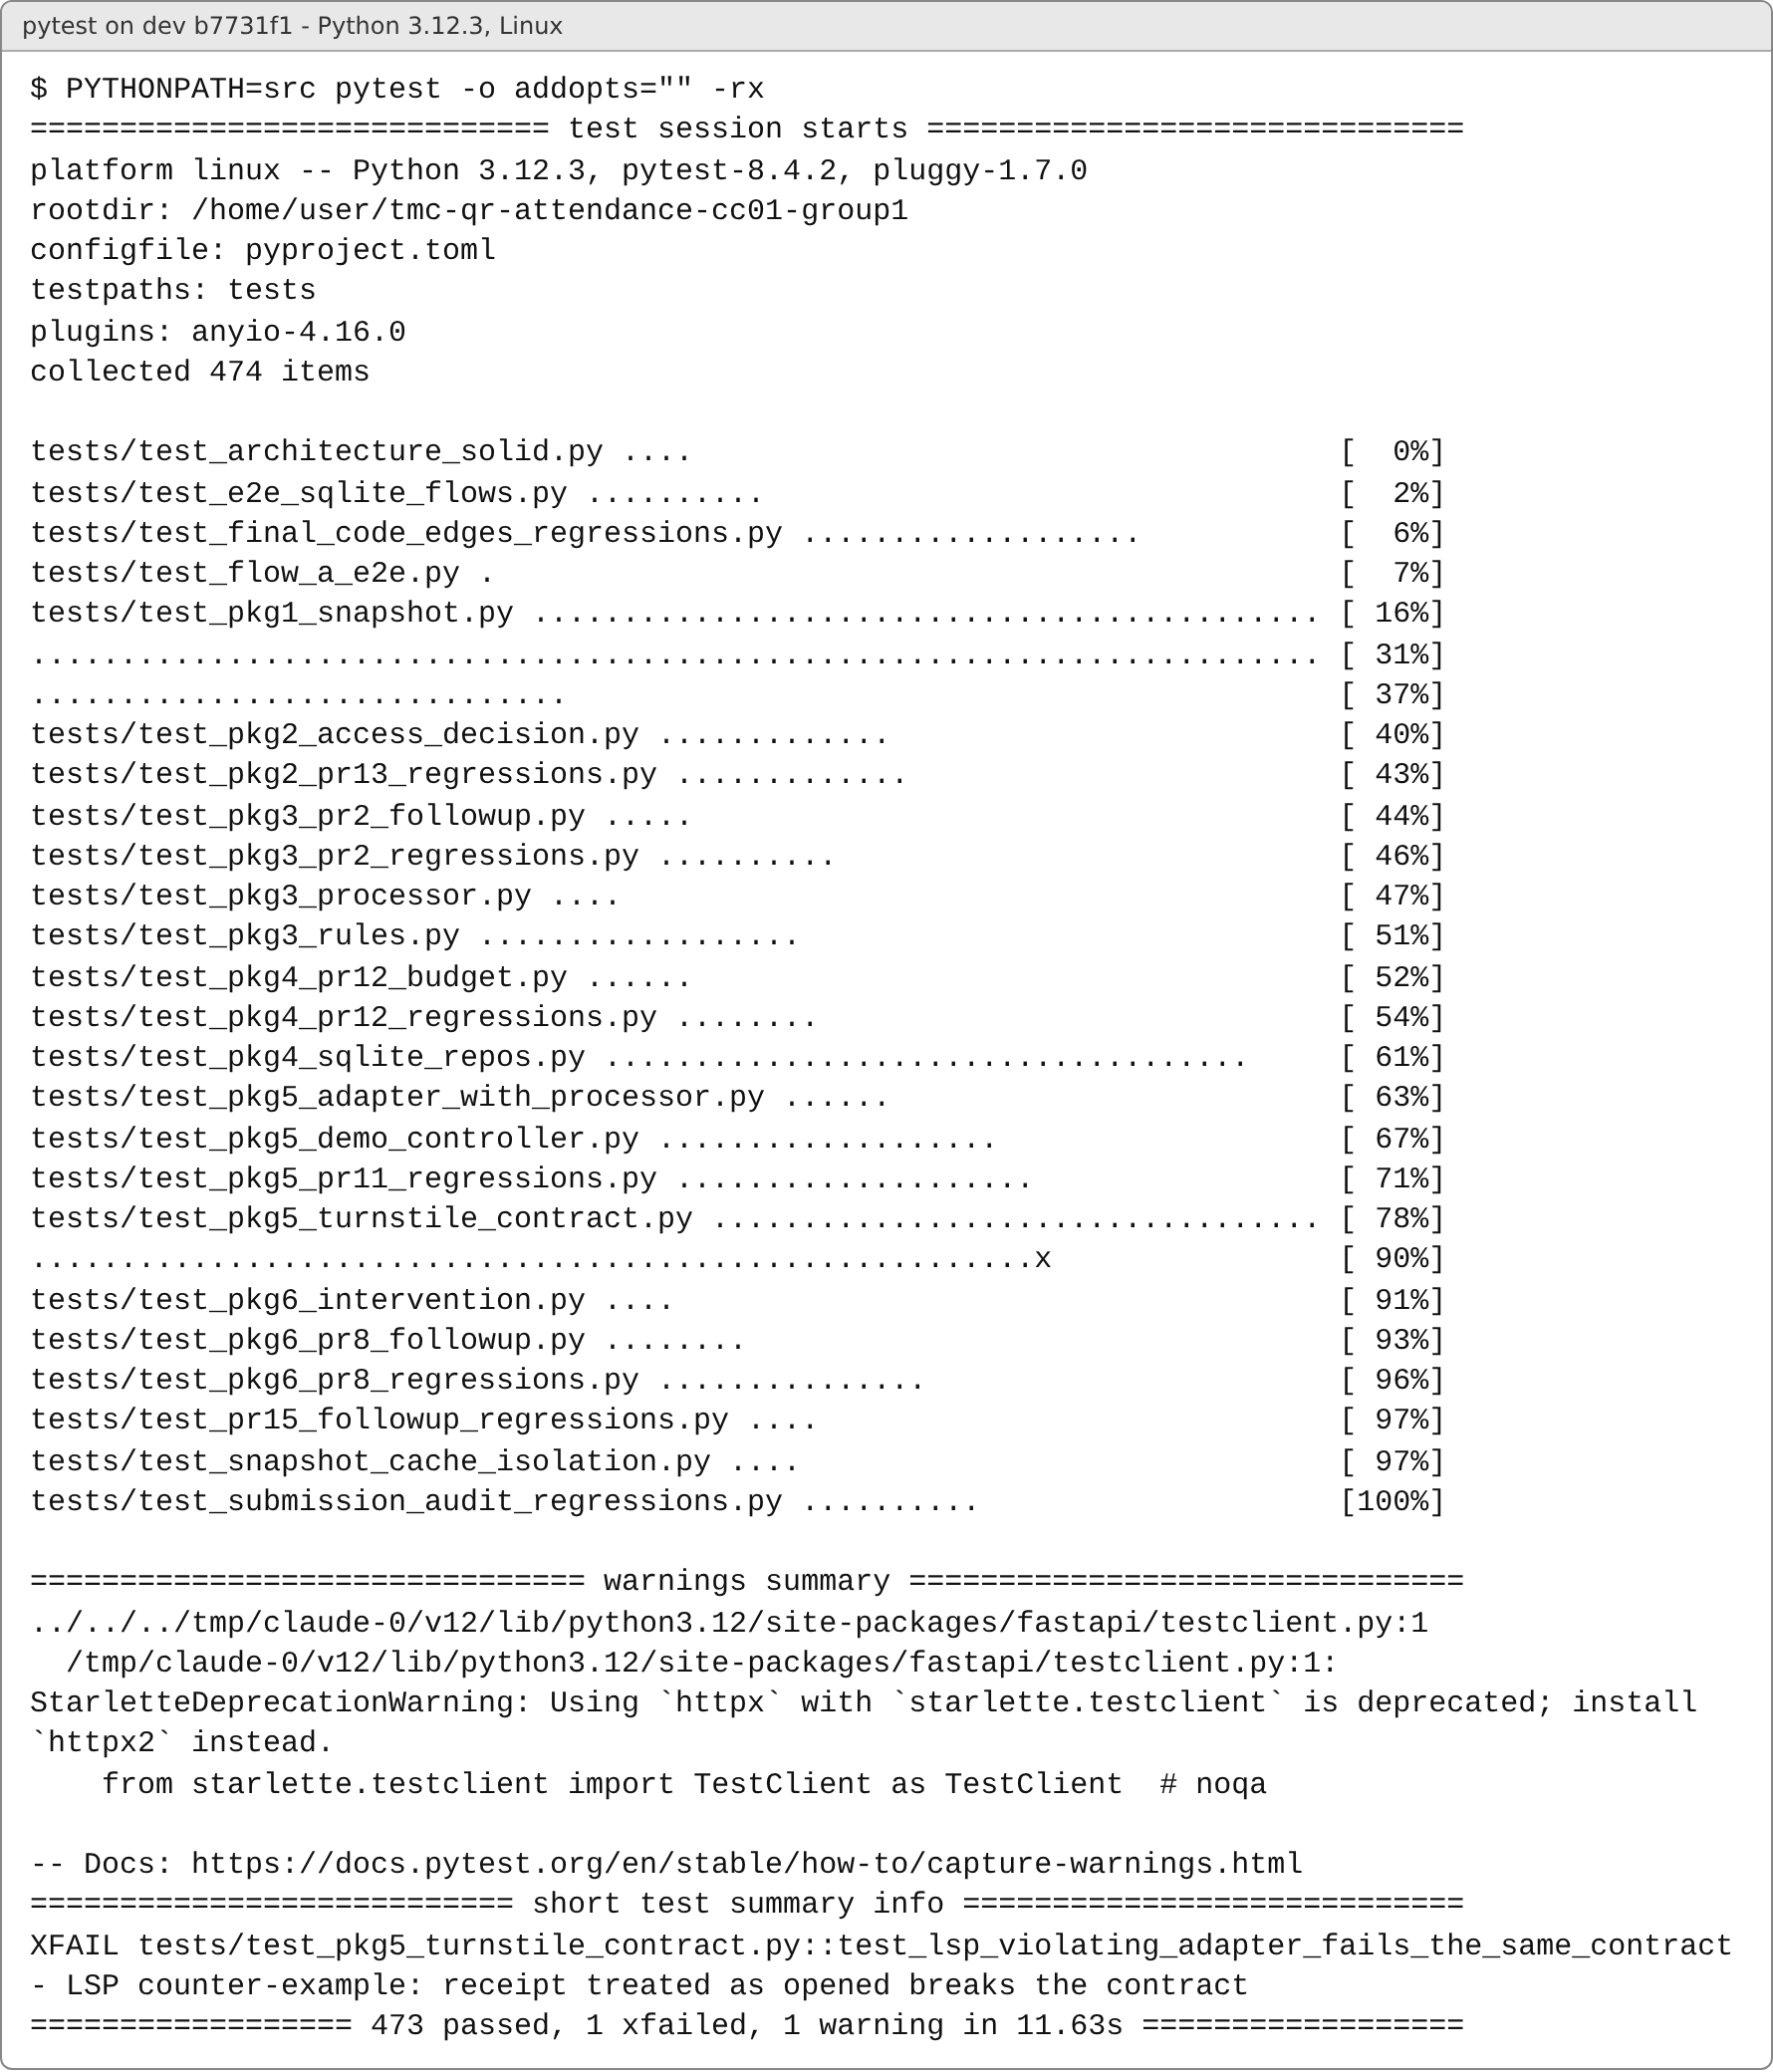 pytest on dev b7731f1 - Python 3.12.3, Linux
$ PYTHONPATH=src pytest -o addopts="" -rx
============================= test session starts ==============================
platform linux -- Python 3.12.3, pytest-8.4.2, pluggy-1.7.0
rootdir: /home/user/tmc-qr-attendance-cc01-group1
configfile: pyproject.toml
testpaths: tests
plugins: anyio-4.16.0
collected 474 items
tests/test_architecture_solid.py ....                                    [  0%]
tests/test_e2e_sqlite_flows.py ..........                                [  2%]
tests/test_final_code_edges_regressions.py ...................           [  6%]
tests/test_flow_a_e2e.py .                                               [  7%]
tests/test_pkg1_snapshot.py ............................................ [ 16%]
........................................................................ [ 31%]
..............................                                           [ 37%]
tests/test_pkg2_access_decision.py .............                         [ 40%]
tests/test_pkg2_pr13_regressions.py .............                        [ 43%]
tests/test_pkg3_pr2_followup.py .....                                    [ 44%]
tests/test_pkg3_pr2_regressions.py ..........                            [ 46%]
tests/test_pkg3_processor.py ....                                        [ 47%]
tests/test_pkg3_rules.py ..................                              [ 51%]
tests/test_pkg4_pr12_budget.py ......                                    [ 52%]
tests/test_pkg4_pr12_regressions.py ........                             [ 54%]
tests/test_pkg4_sqlite_repos.py ....................................     [ 61%]
tests/test_pkg5_adapter_with_processor.py ......                         [ 63%]
tests/test_pkg5_demo_controller.py ...................                   [ 67%]
tests/test_pkg5_pr11_regressions.py ....................                 [ 71%]
tests/test_pkg5_turnstile_contract.py .................................. [ 78%]
........................................................x                [ 90%]
tests/test_pkg6_intervention.py ....                                     [ 91%]
tests/test_pkg6_pr8_followup.py ........                                 [ 93%]
tests/test_pkg6_pr8_regressions.py ...............                       [ 96%]
tests/test_pr15_followup_regressions.py ....                             [ 97%]
tests/test_snapshot_cache_isolation.py ....                              [ 97%]
tests/test_submission_audit_regressions.py ..........                    [100%]
=============================== warnings summary ===============================
../../../tmp/claude-0/v12/lib/python3.12/site-packages/fastapi/testclient.py:1
  /tmp/claude-0/v12/lib/python3.12/site-packages/fastapi/testclient.py:1:
StarletteDeprecationWarning: Using `httpx` with `starlette.testclient` is deprecated; install
`httpx2` instead.
    from starlette.testclient import TestClient as TestClient  # noqa
-- Docs: https://docs.pytest.org/en/stable/how-to/capture-warnings.html
=========================== short test summary info ============================
XFAIL tests/test_pkg5_turnstile_contract.py::test_lsp_violating_adapter_fails_the_same_contract
- LSP counter-example: receipt treated as opened breaks the contract
================== 473 passed, 1 xfailed, 1 warning in 11.63s ==================